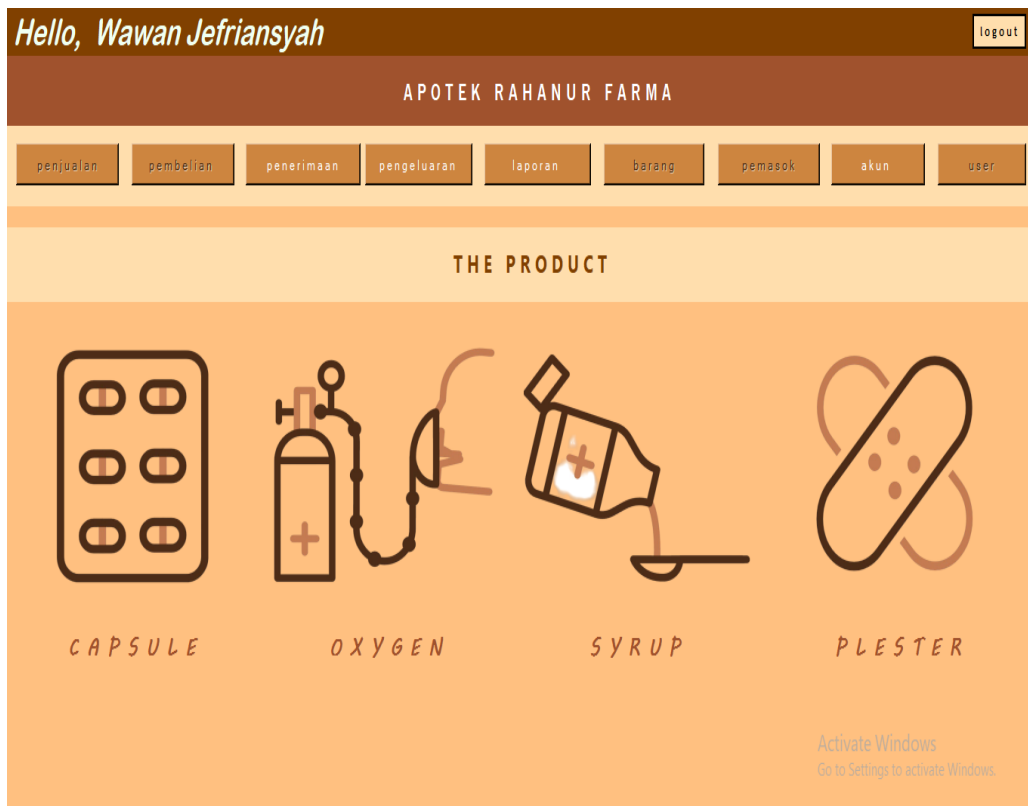 Hello, Wawan Jefriansyah
logout
APOTEK RAHANUR FARMA
penjualan pembelian penerimaan pengeluaran laporan barang pemasok akun user
THE PRODUCT
CAPSULE OXYGEN SYRUP PLESTER
Activate Windows
Go to Settings to activate Windows.